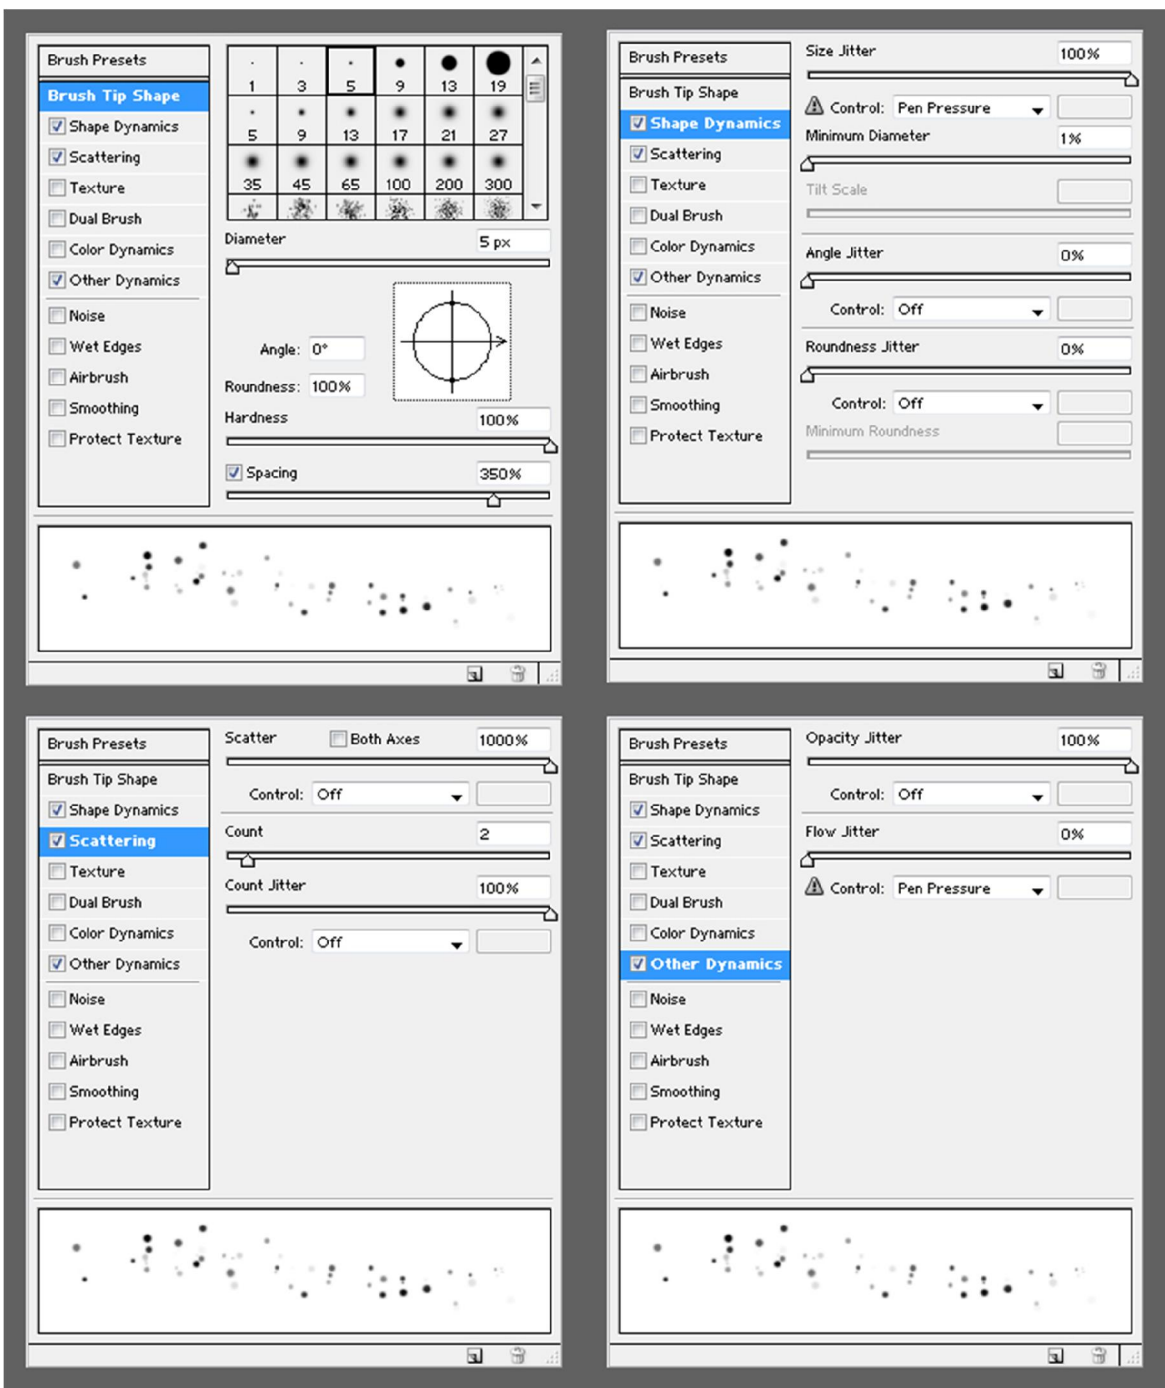 Brush Presets
Brush Tip Shape
Shape Dynamics
Scattering
Texture
Dual Brush
Color Dynamics
Other Dynamics
Noise
Wet Edges
Airbrush
Smoothing
Protect Texture
1 3 5 9 13 19
5 9 13 17 21 27
35 45 65 100 200 300
Diameter 5 px
Angle: 0°
Roundness: 100%
Hardness 100%
Spacing 350%
Brush Presets
Brush Tip Shape
Shape Dynamics
Scattering
Texture
Dual Brush
Color Dynamics
Other Dynamics
Noise
Wet Edges
Airbrush
Smoothing
Protect Texture
Size Jitter 100%
Control: Pen Pressure
Minimum Diameter 1%
Tilt Scale
Angle Jitter 0%
Control: Off
Roundness Jitter 0%
Control: Off
Minimum Roundness
Brush Presets
Brush Tip Shape
Shape Dynamics
Scattering
Texture
Dual Brush
Color Dynamics
Other Dynamics
Noise
Wet Edges
Airbrush
Smoothing
Protect Texture
Scatter Both Axes 1000%
Control: Off
Count 2
Count Jitter 100%
Control: Off
Brush Presets
Brush Tip Shape
Shape Dynamics
Scattering
Texture
Dual Brush
Color Dynamics
Other Dynamics
Noise
Wet Edges
Airbrush
Smoothing
Protect Texture
Opacity Jitter 100%
Control: Off
Flow Jitter 0%
Control: Pen Pressure